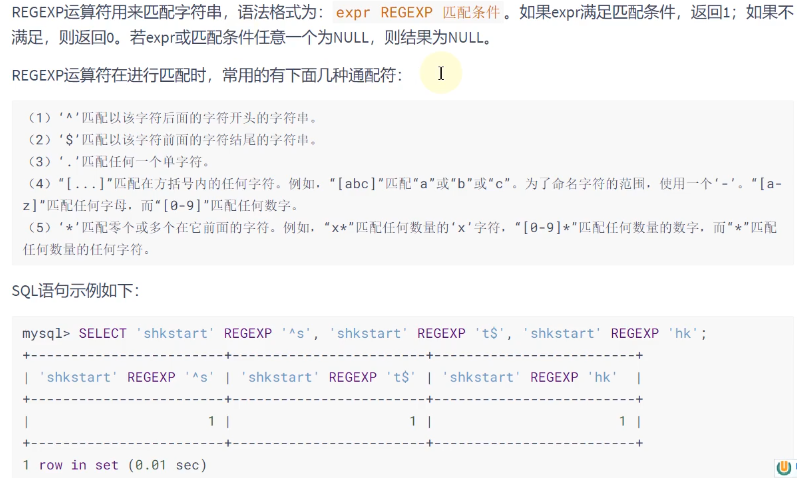 REGEXP运算符用来匹配字符串，语法格式为： expr REGEXP 匹配条件 。如果expr满足匹配条件，返回1；如果不
满足，则返回0。若expr或匹配条件任意一个为NULL，则结果为NULL。
REGEXP运算符在进行匹配时，常用的有下面几种通配符：
（1）‘^’匹配以该字符后面的字符开头的字符串。
（2）‘$’匹配以该字符前面的字符结尾的字符串。
（3）‘.’匹配任何一个单字符。
（4）“[...]”匹配在方括号内的任何字符。例如，“[abc]”匹配“a”或“b”或“c”。为了命名字符的范围，使用一个‘-’。“[a-
z]”匹配任何字母，而“[0-9]”匹配任何数字。
（5）‘*’匹配零个或多个在它前面的字符。例如，“x*”匹配任何数量的‘x’字符，“[0-9]*”匹配任何数量的数字，而“*”匹配
任何数量的任何字符。
SQL语句示例如下：
mysql> SELECT 'shkstart' REGEXP '^s', 'shkstart' REGEXP 't$', 'shkstart' REGEXP 'hk';
+------------------------+------------------------+-------------------------+
| 'shkstart' REGEXP '^s' | 'shkstart' REGEXP 't$' | 'shkstart' REGEXP 'hk'  |
+------------------------+------------------------+-------------------------+
|                      1 |                      1 |                       1 |
+------------------------+------------------------+-------------------------+
1 row in set (0.01 sec)